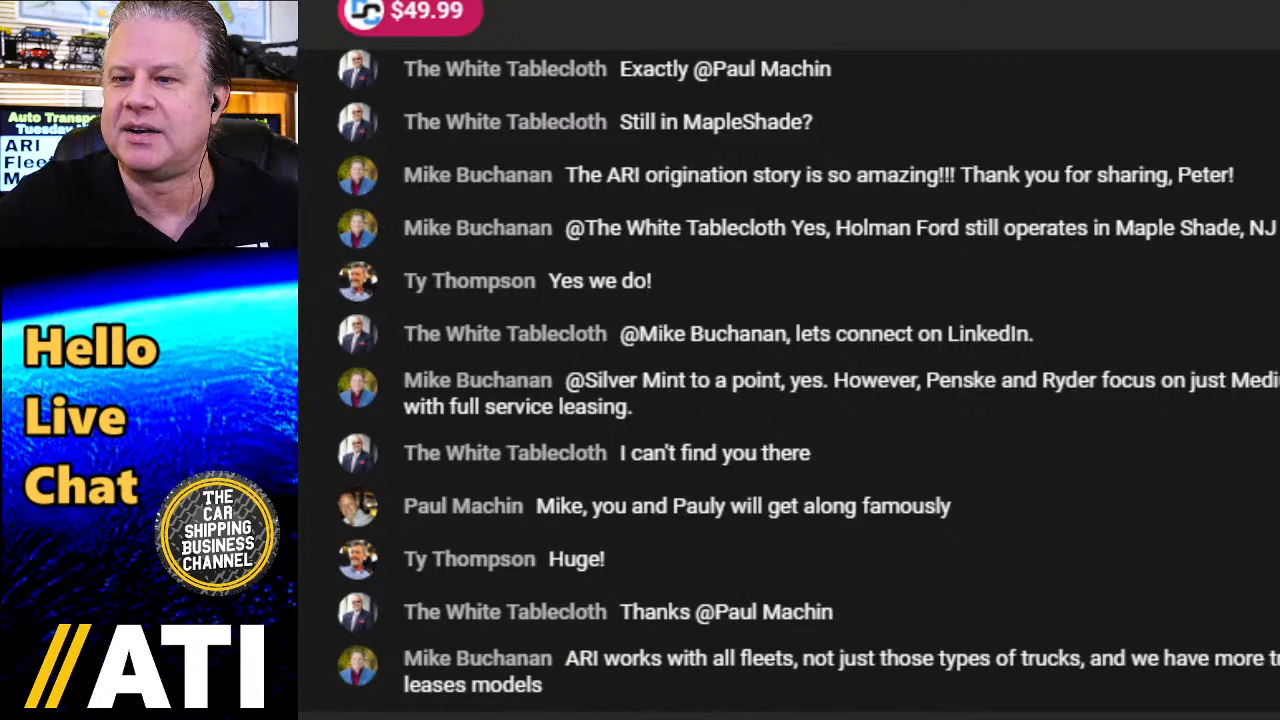 $49.99
The White Tablecloth Exactly @Paul Machin
The White Tablecloth Still in MapleShade?
Mike Buchanan The ARI origination story is so amazing!!! Thank you for sharing, Peter!
Mike Buchanan @The White Tablecloth Yes, Holman Ford still operates in Maple Shade, NJ
Ty Thompson Yes we do!
The White Tablecloth @Mike Buchanan, lets connect on LinkedIn.
Mike Buchanan @Silver Mint to a point, yes. However, Penske and Ryder focus on just
with full service leasing.
The White Tablecloth I can't find you there
Paul Machin Mike, you and Pauly will get along famously
Ty Thompson Huge!
The White Tablecloth Thanks @Paul Machin
Mike Buchanan ARI works with all fleets, not just those types of trucks, and we have more
leases models
Auto
Tuesday
ARI
Hello
Live
Chat
THE
CAR
SHIPPING
BUSINESS
CHANNEL
//ATI